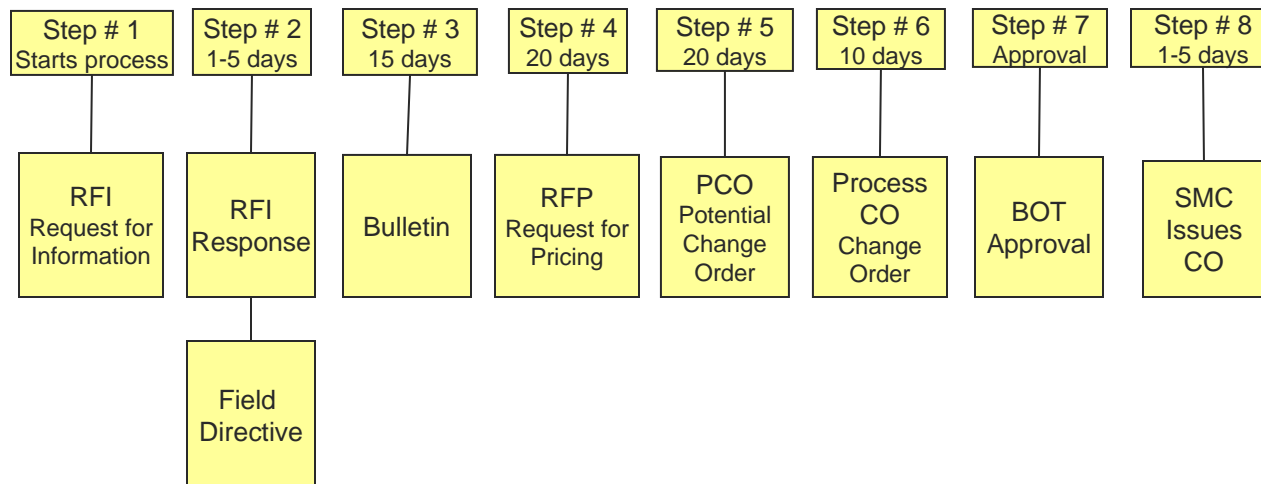 Step # 1
Starts process
Step # 2
1-5 days
Step # 3
15 days
Step # 4
20 days
Step # 5
20 days
Step # 6
10 days
Step # 7
Approval
Step # 8
1-5 days
RFI
Request for
Information
RFI
Response
Bulletin
RFP
Request for
Pricing
PCO
Potential
Change
Order
Process
CO
Change
Order
BOT
Approval
SMC
Issues
CO
Field
Directive